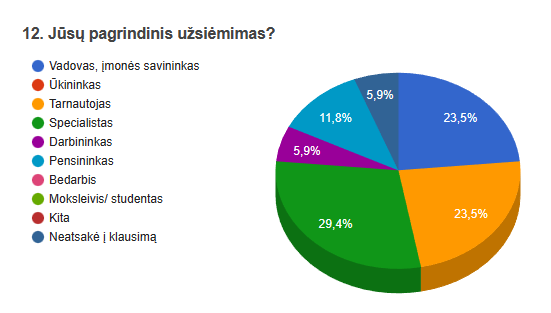 12. Jūsų pagrindinis užsiėmimas?
Vadovas, įmonės savininkas
Ūkininkas
Tarnautojas
Specialistas
Darbininkas
Pensininkas
Bedarbis
Moksleivis/ studentas
Kita
Neatsakė į klausimą
5,9%
23,5%
11,8%
5,9%
29,4%
23,5%